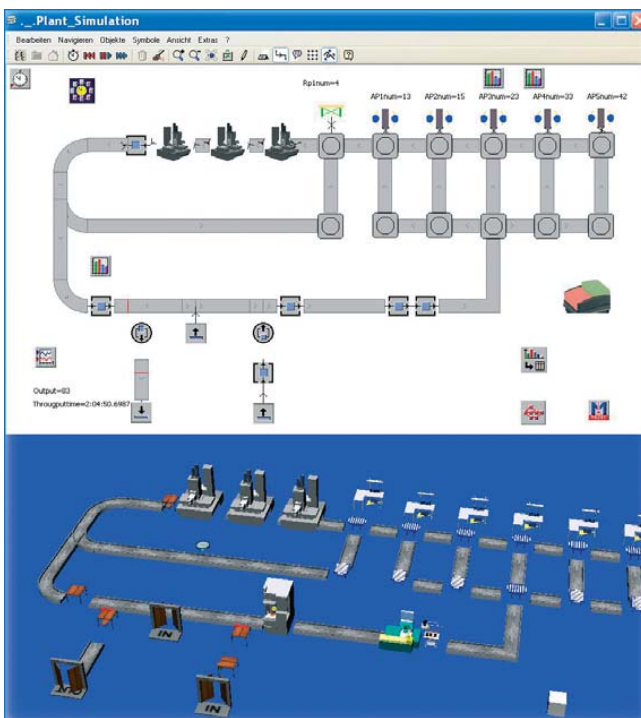 ._.Plant_Simulation
Bearbeiten Navigieren Objekte Symbole Ansicht Extras ?
Ap1num=4
AP1num=13 AP2num=15 AP3num=23 AP4num=33 AP5num=42
Output=83
Througputtime=2:04:50.6987
IN
IN